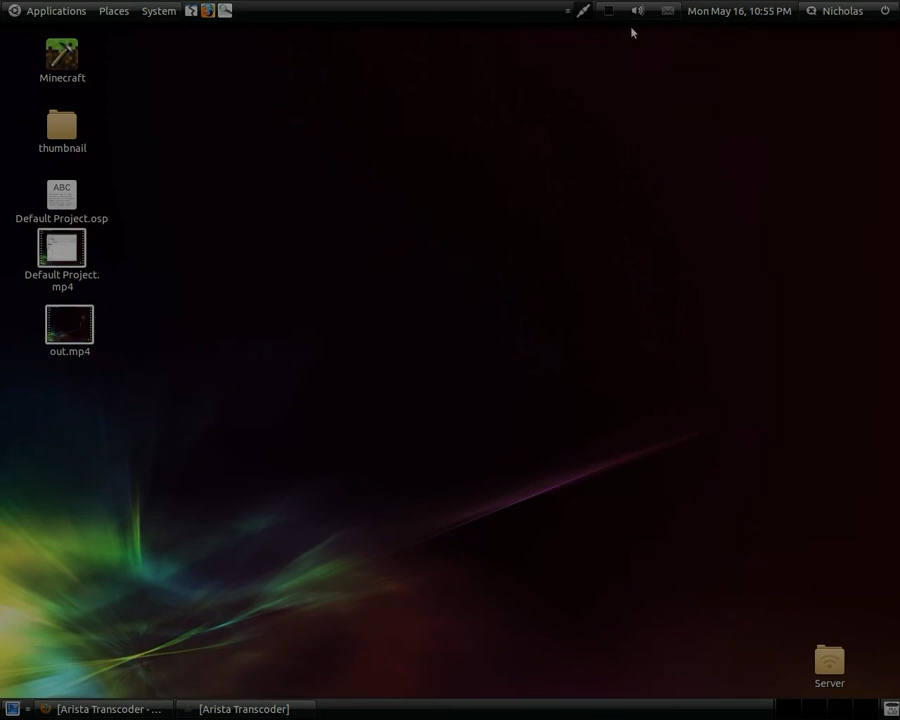 Applications Places System
Mon May 16, 10:55 PM Nicholas
Minecraft
thumbnail
ABC
Default Project.osp
Default Project.
mp4
out.mp4
Server
[Arista Transcoder - ... [Arista Transcoder]